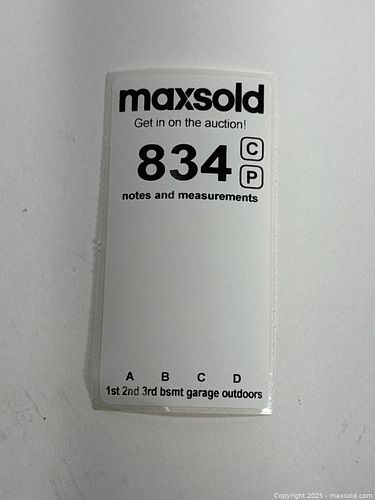 maxsold
Get in on the auction!
834 C
P
notes and measurements
A B C D
1st 2nd 3rd bsmt garage outdoors
Copyright 2025 - maxsold.com